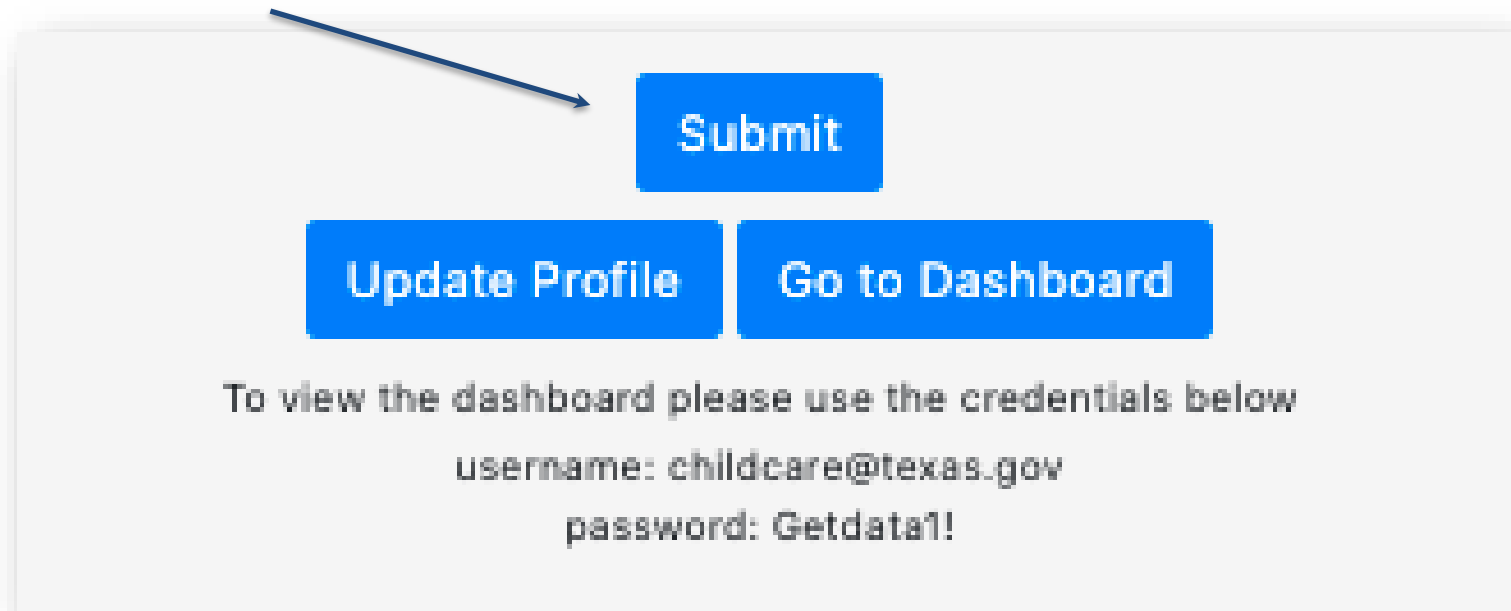 Submit
Update Profile Go to Dashboard
To view the dashboard please use the credentials below
username: childcare@texas.gov
password: Getdata1!